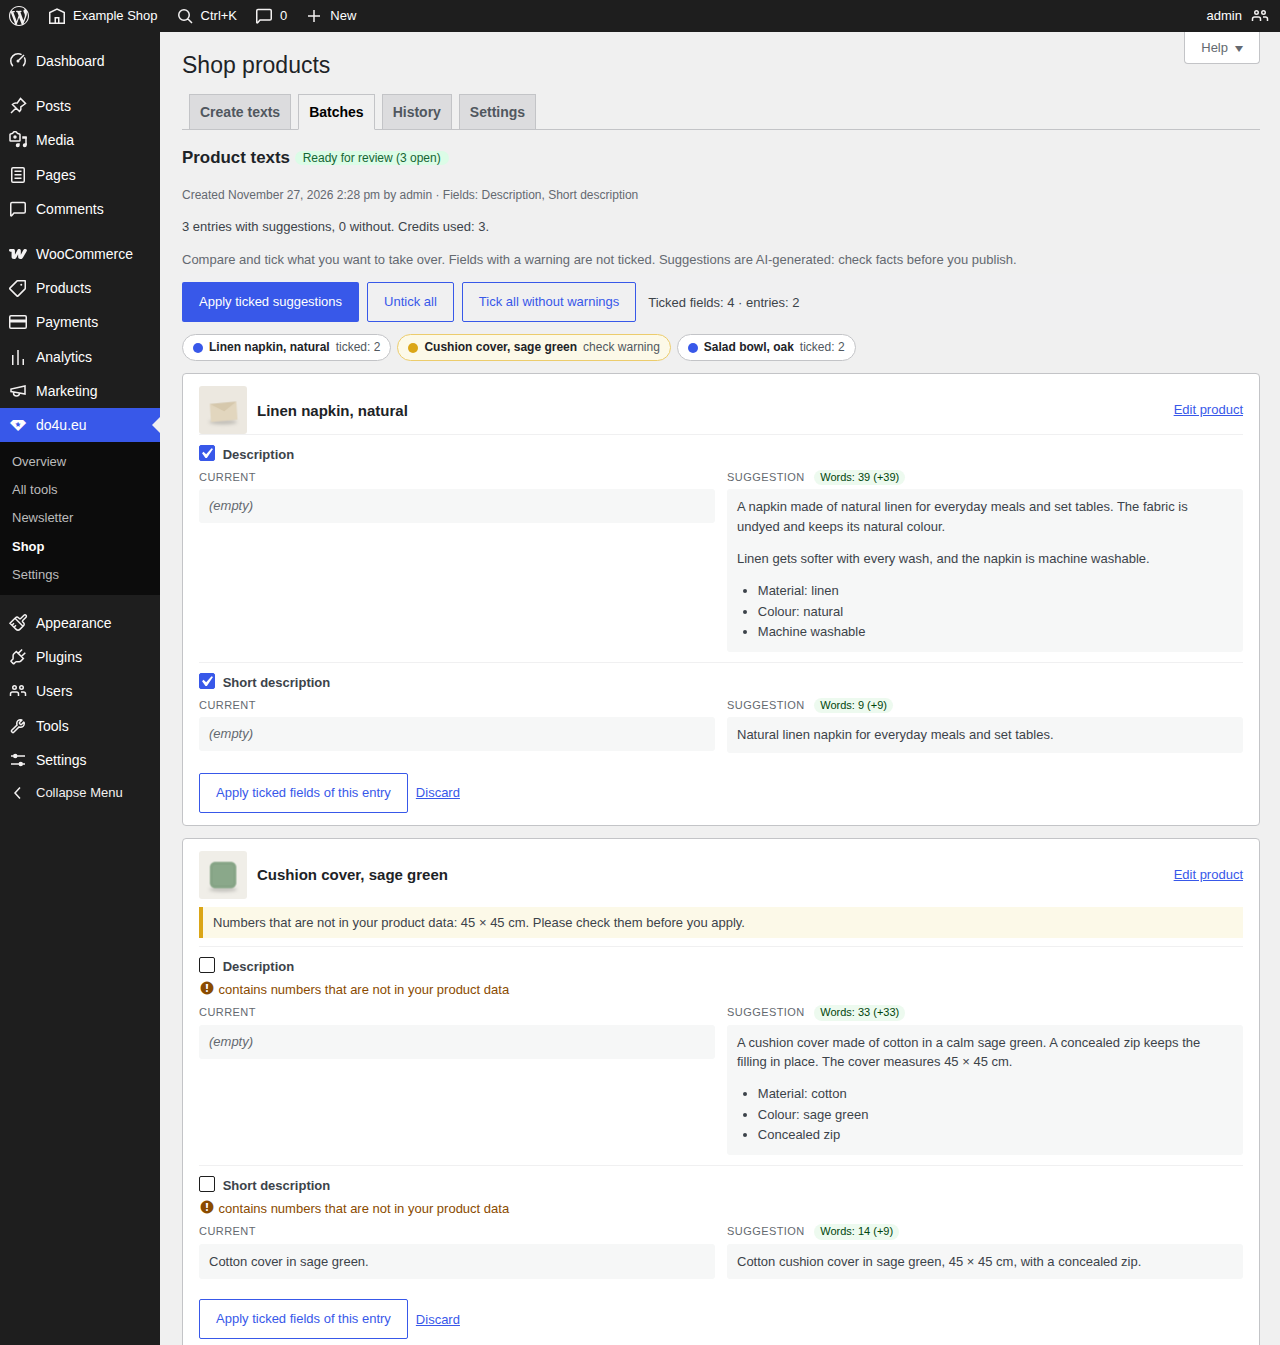 Example Shop
Ctrl+K
0
New
admin
Help
Dashboard
Posts
Media
Pages
Comments
WooCommerce
Products
Payments
Analytics
Marketing
do4u.eu
Overview
All tools
Newsletter
Shop
Settings
Appearance
Plugins
Users
Tools
Settings
Collapse Menu
Shop products
Create texts
Batches
History
Settings
Product texts Ready for review (3 open)
Created November 27, 2026 2:28 pm by admin · Fields: Description, Short description
3 entries with suggestions, 0 without. Credits used: 3.
Compare and tick what you want to take over. Fields with a warning are not ticked. Suggestions are AI-generated: check facts before you publish.
Apply ticked suggestions
Untick all
Tick all without warnings
Ticked fields: 4 · entries: 2
Linen napkin, natural ticked: 2
Cushion cover, sage green check warning
Salad bowl, oak ticked: 2
Linen napkin, natural
Edit product
Description
CURRENT
(empty)
SUGGESTION Words: 39 (+39)
A napkin made of natural linen for everyday meals and set tables. The fabric is
undyed and keeps its natural colour.
Linen gets softer with every wash, and the napkin is machine washable.
• Material: linen
• Colour: natural
• Machine washable
Short description
CURRENT
(empty)
SUGGESTION Words: 9 (+9)
Natural linen napkin for everyday meals and set tables.
Apply ticked fields of this entry
Discard
Cushion cover, sage green
Edit product
Numbers that are not in your product data: 45 × 45 cm. Please check them before you apply.
Description
contains numbers that are not in your product data
CURRENT
(empty)
SUGGESTION Words: 33 (+33)
A cushion cover made of cotton in a calm sage green. A concealed zip keeps the
filling in place. The cover measures 45 × 45 cm.
• Material: cotton
• Colour: sage green
• Concealed zip
Short description
contains numbers that are not in your product data
CURRENT
Cotton cover in sage green.
SUGGESTION Words: 14 (+9)
Cotton cushion cover in sage green, 45 × 45 cm, with a concealed zip.
Apply ticked fields of this entry
Discard